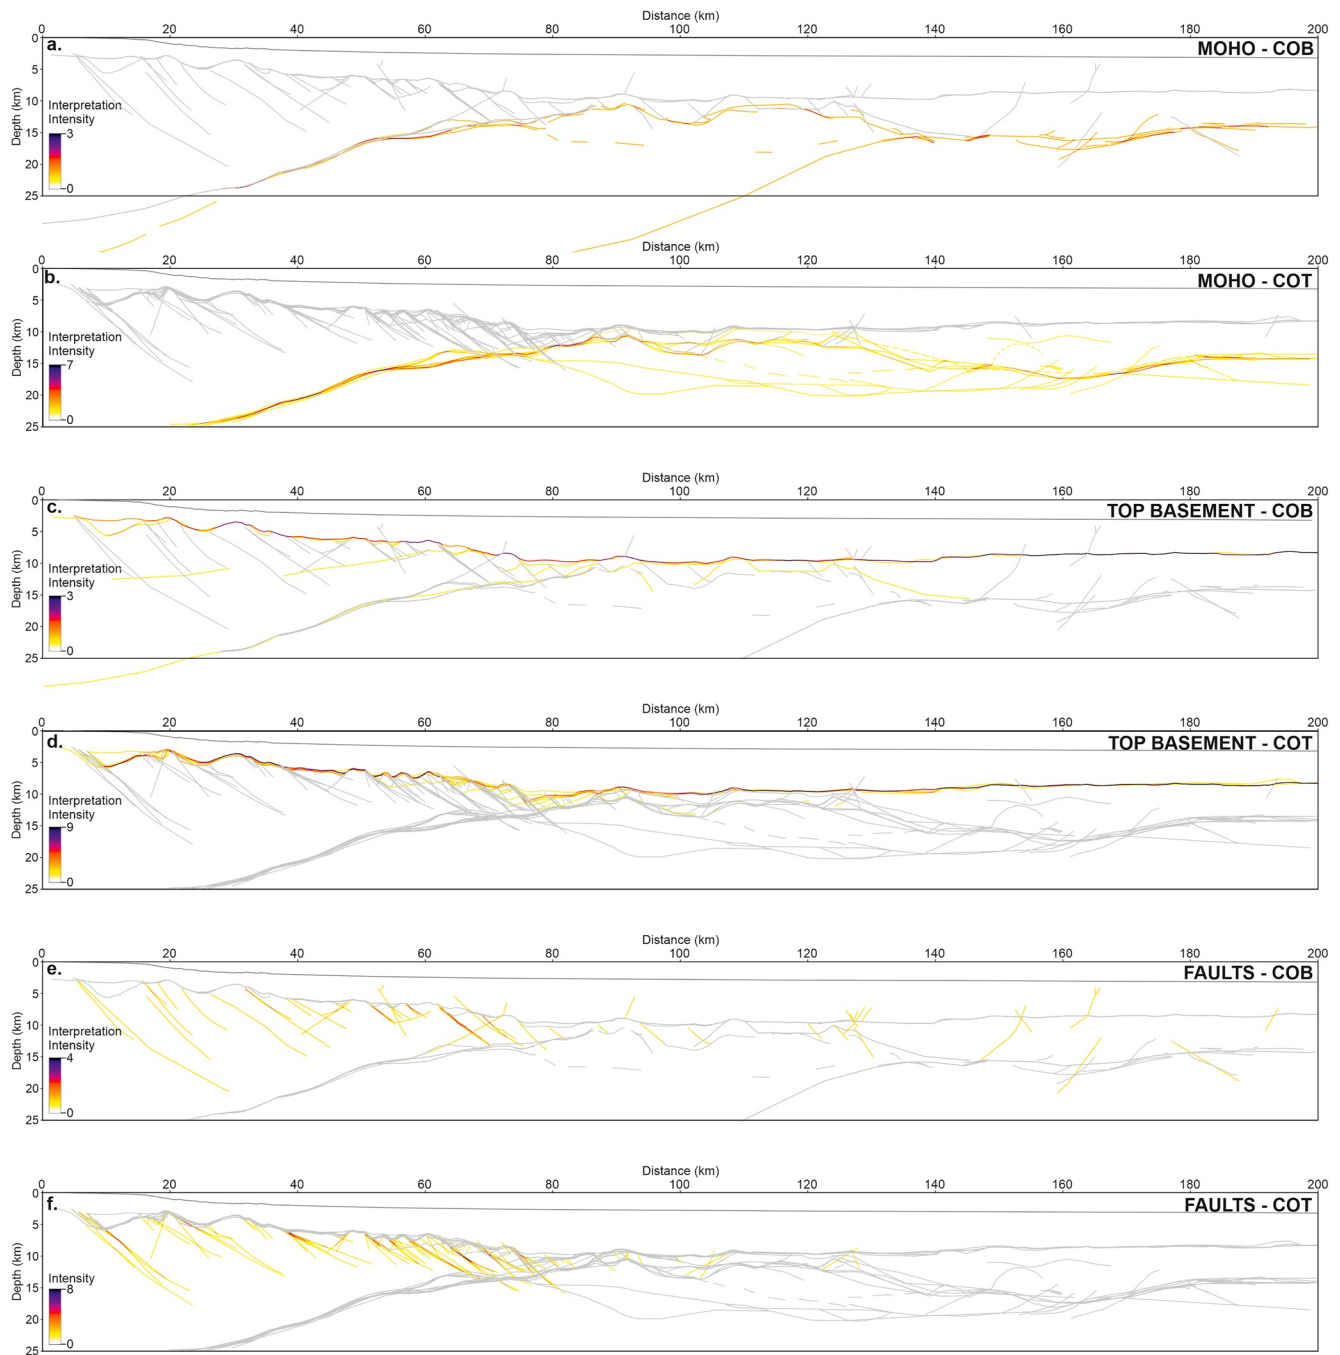 Distance (km)
0 20 40 60 80 100 120 140 160 180 200
a.
MOHO - COB
Depth (km)
0
5
10
15
20
25
Interpretation
Intensity
3
0
Distance (km)
0 20 40 60 80 100 120 140 160 180 200
b.
MOHO - COT
Depth (km)
0
5
10
15
20
25
Interpretation
Intensity
7
0
Distance (km)
0 20 40 60 80 100 120 140 160 180 200
c.
TOP BASEMENT - COB
Depth (km)
0
5
10
15
20
25
Interpretation
Intensity
3
0
Distance (km)
0 20 40 60 80 100 120 140 160 180 200
d.
TOP BASEMENT - COT
Depth (km)
0
5
10
15
20
25
Interpretation
Intensity
9
0
Distance (km)
0 20 40 60 80 100 120 140 160 180 200
e.
FAULTS - COB
Depth (km)
0
5
10
15
20
25
Interpretation
Intensity
4
0
Distance (km)
0 20 40 60 80 100 120 140 160 180 200
f.
FAULTS - COT
Depth (km)
0
5
10
15
20
25
Intensity
8
0